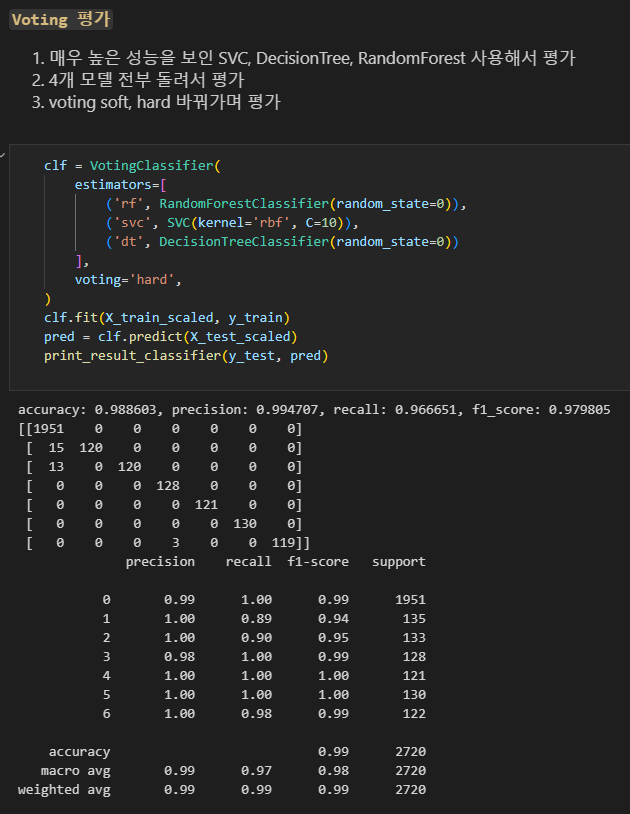 Voting 평가
1. 매우 높은 성능을 보인 SVC, DecisionTree, RandomForest 사용해서 평가
2. 4개 모델 전부 돌려서 평가
3. voting soft, hard 바꿔가며 평가
clf = VotingClassifier(
    estimators=[
        ('rf', RandomForestClassifier(random_state=0)),
        ('svc', SVC(kernel='rbf', C=10)),
        ('dt', DecisionTreeClassifier(random_state=0))
    ],
    voting='hard',
)
clf.fit(X_train_scaled, y_train)
pred = clf.predict(X_test_scaled)
print_result_classifier(y_test, pred)
accuracy: 0.988603, precision: 0.994707, recall: 0.966651, f1_score: 0.979805
[[1951    0    0    0    0    0    0]
 [  15  120    0    0    0    0    0]
 [  13    0  120    0    0    0    0]
 [   0    0    0  128    0    0    0]
 [   0    0    0    0  121    0    0]
 [   0    0    0    0    0  130    0]
 [   0    0    0    3    0    0  119]]
              precision    recall  f1-score   support
           0       0.99      1.00      0.99      1951
           1       1.00      0.89      0.94       135
           2       1.00      0.90      0.95       133
           3       0.98      1.00      0.99       128
           4       1.00      1.00      1.00       121
           5       1.00      1.00      1.00       130
           6       1.00      0.98      0.99       122
    accuracy                           0.99      2720
   macro avg       0.99      0.97      0.98      2720
weighted avg       0.99      0.99      0.99      2720